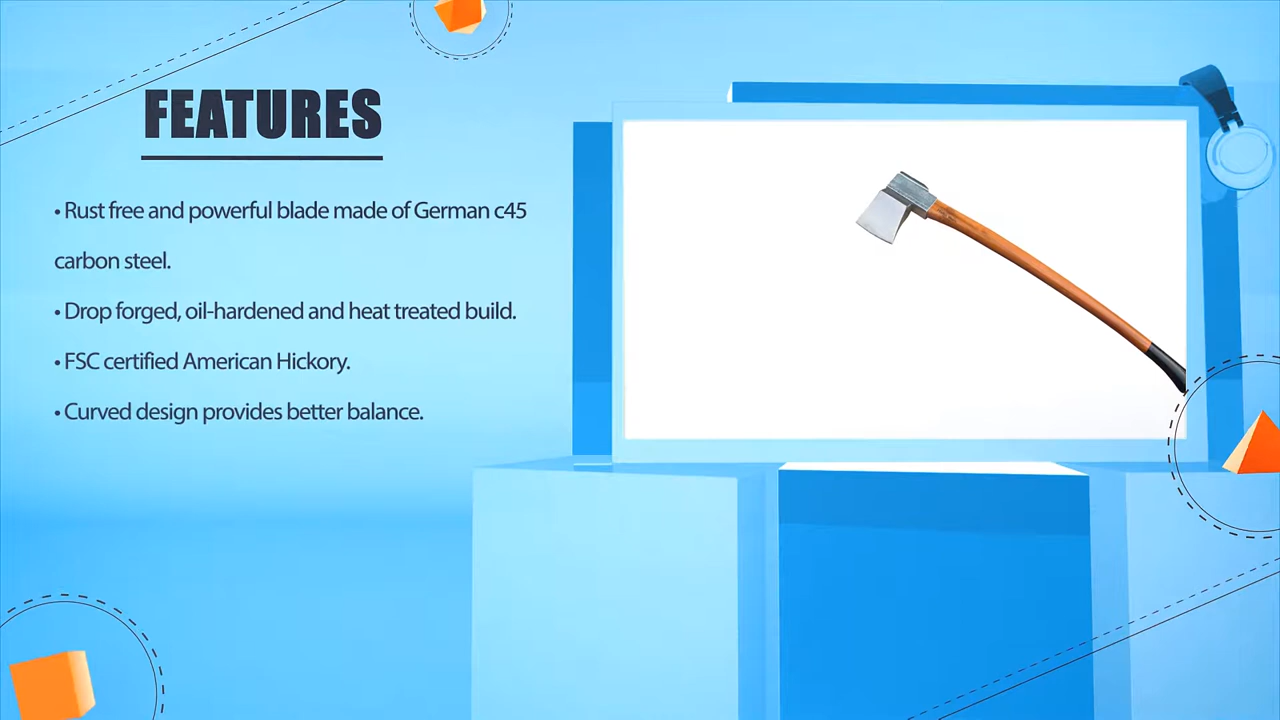 FEATURES
• Rust free and powerful blade made of German c45
carbon steel.
• Drop forged, oil-hardened and heat treated build.
• FSC certified American Hickory.
• Curved design provides better balance.